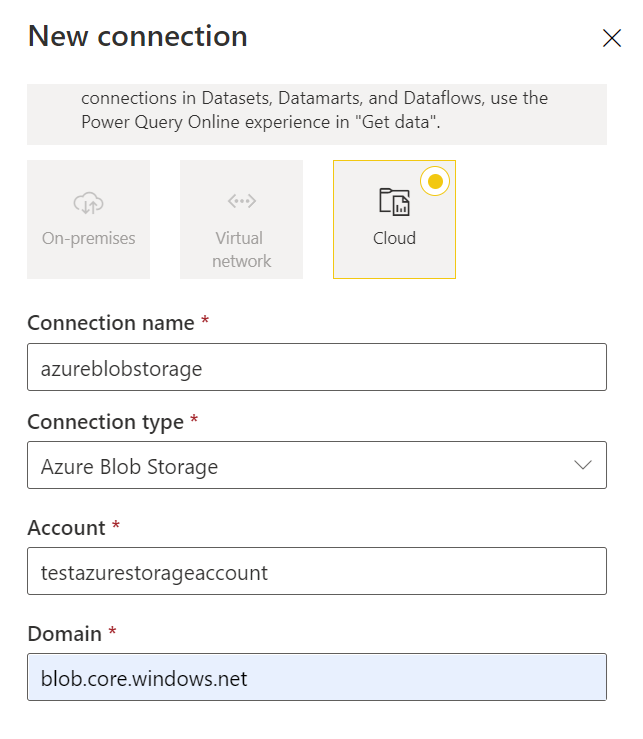 New connection
connections in Datasets, Datamarts, and Dataflows, use the
Power Query Online experience in "Get data".
On-premises
Virtual
network
Cloud
Connection name *
azureblobstorage
Connection type *
Azure Blob Storage
Account *
testazurestorageaccount
Domain *
blob.core.windows.net